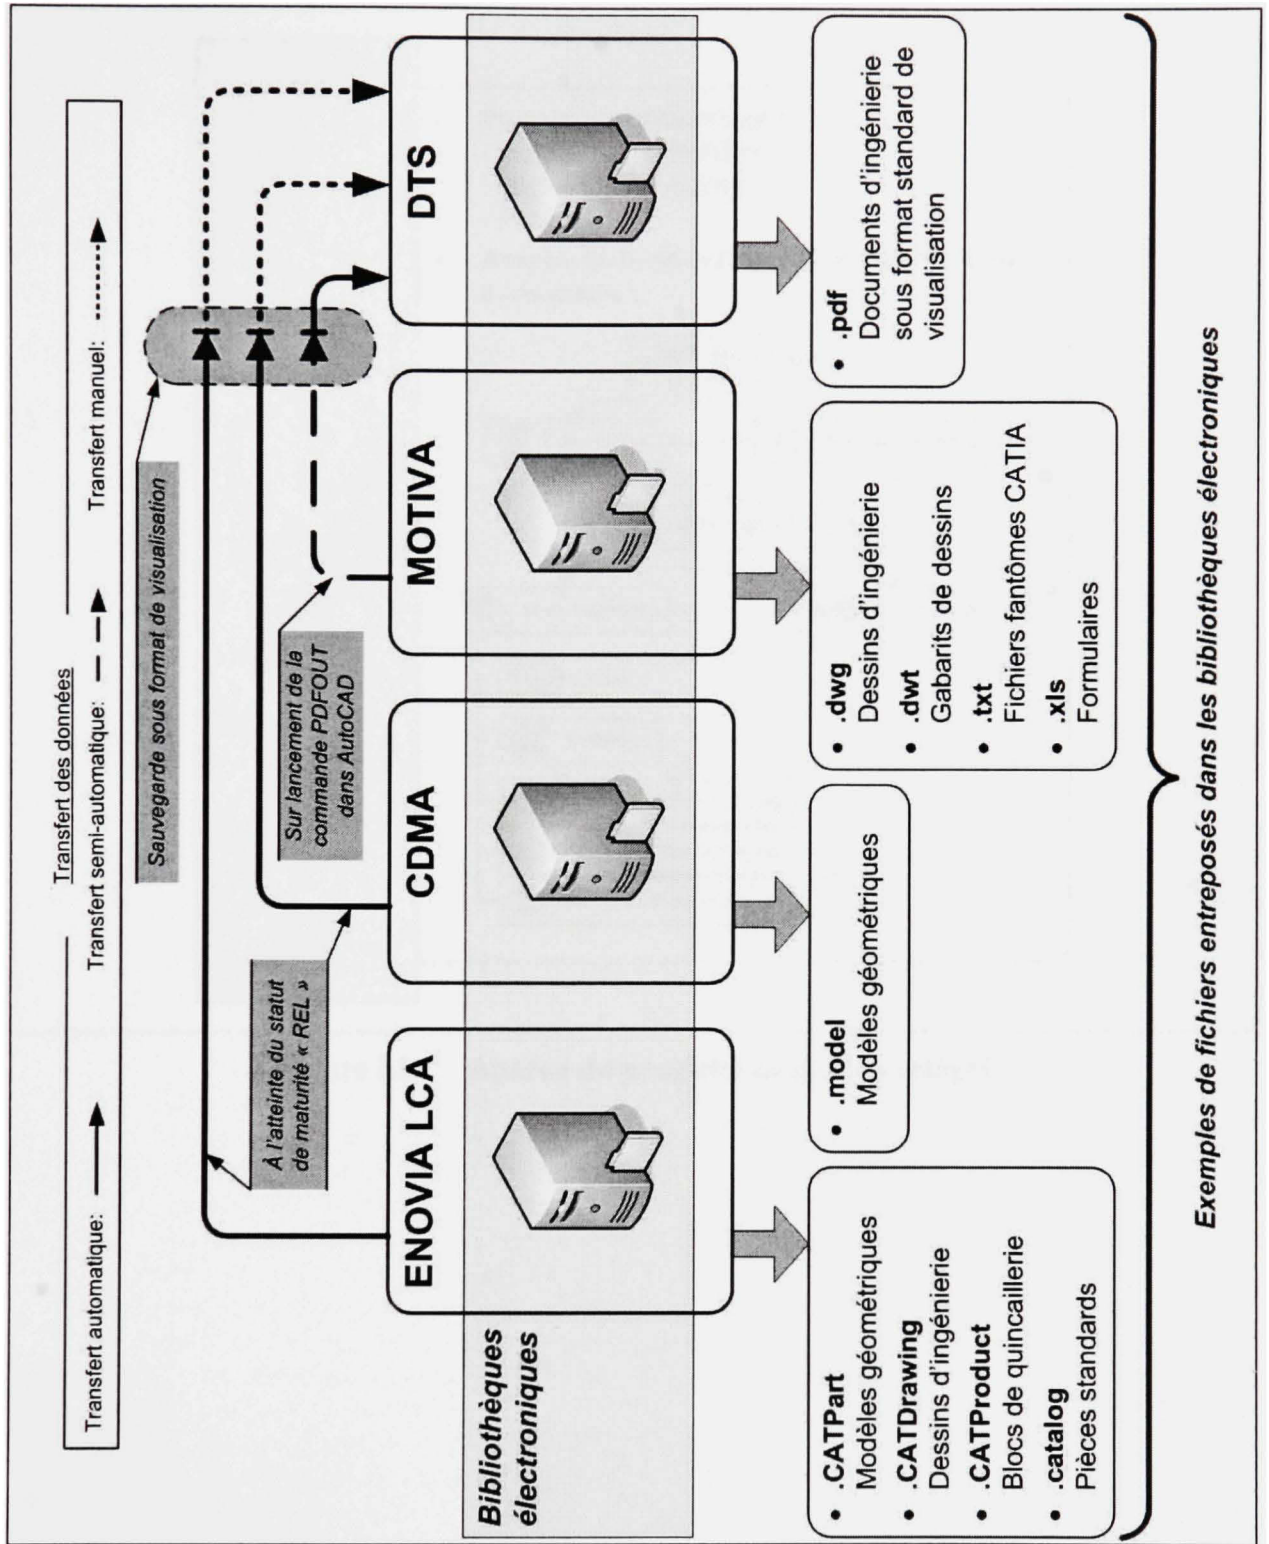 Transfert des données
Transfert automatique:
Transfert semi-automatique:
Transfert manuel:
Sauvegarde sous format de visualisation
À l'atteinte du statut
de maturité « REL »
Sur lancement de la
commande PDFOUT
dans AutoCAD
ENOVIA LCA
CDMA
MOTIVA
DTS
Bibliothèques
électroniques
• .CATPart
Modèles géométriques
• .CATDrawing
Dessins d'ingénierie
• .CATProduct
Blocs de quincaillerie
• .catalog
Pièces standards
• .model
Modèles géométriques
• .dwg
Dessins d'ingénierie
• .dwt
Gabarits de dessins
• .txt
Fichiers fantômes CATIA
• .xls
Formulaires
• .pdf
Documents d'ingénierie
sous format standard de
visualisation
Exemples de fichiers entreposés dans les bibliothèques électroniques